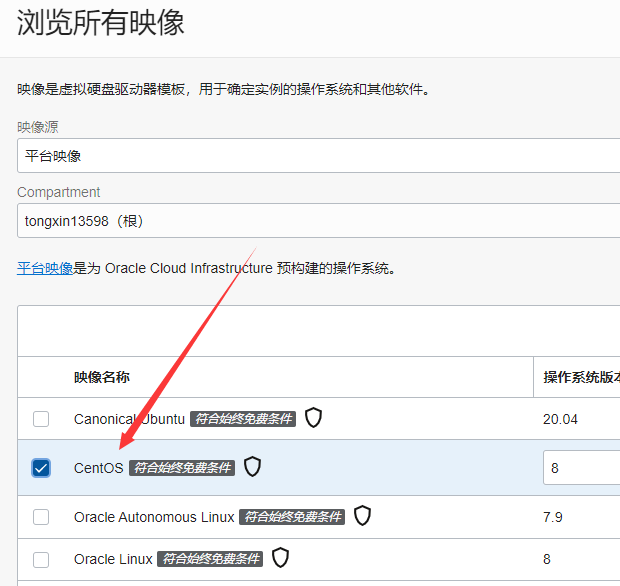 浏览所有映像
映像是虚拟硬盘驱动器模板，用于确定实例的操作系统和其他软件。
映像源
平台映像
Compartment
tongxin13598（根）
平台映像是为 Oracle Cloud Infrastructure 预构建的操作系统。
映像名称 操作系统版本
Canonical Ubuntu 符合始终免费条件 20.04
CentOS 符合始终免费条件 8
Oracle Autonomous Linux 符合始终免费条件 7.9
Oracle Linux 符合始终免费条件 8